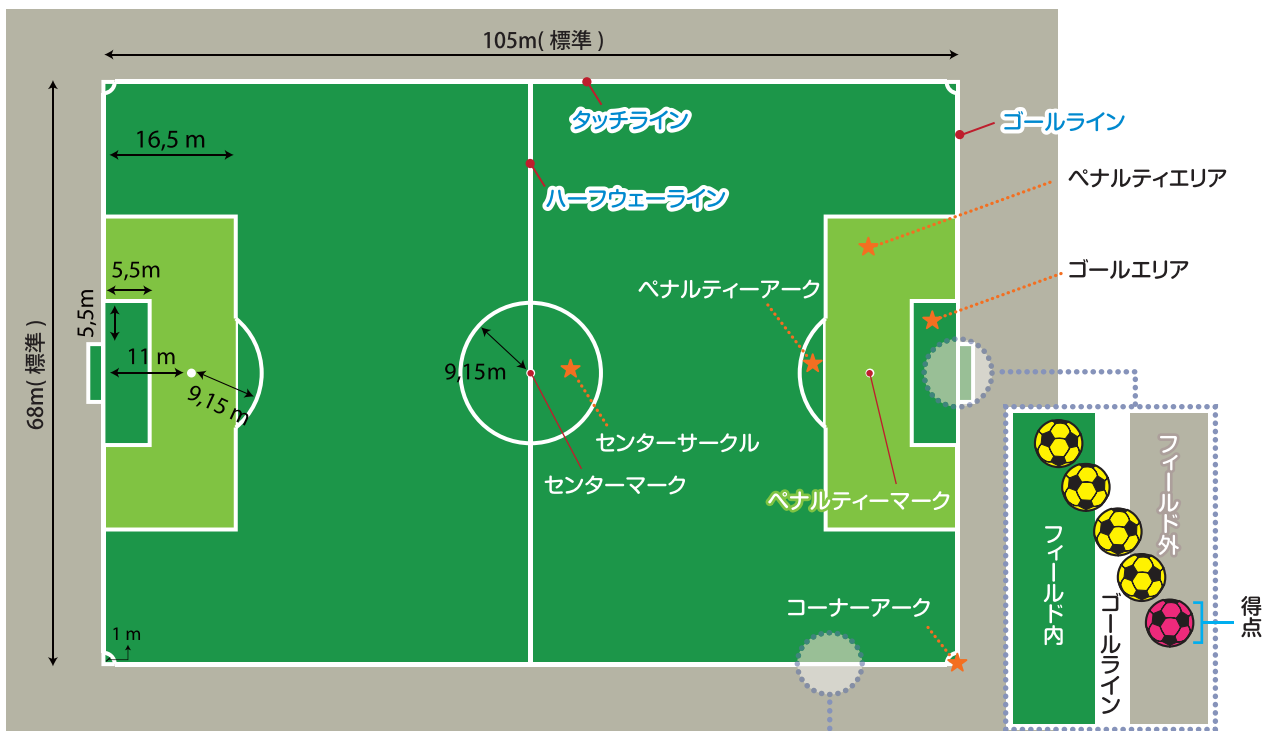 105m( 標準 )
タッチライン
ゴールライン
16,5 m
ペナルティエリア
ハーフウェーライン
5,5m
ゴールエリア
ペナルティーアーク
5,5m
68m( 標準 )
11 m
9,15m
9,15 m
センターサークル
センターマーク
ペナルティーマーク
フィールド外
フィールド内
ゴールライン
得点
コーナーアーク
1 m